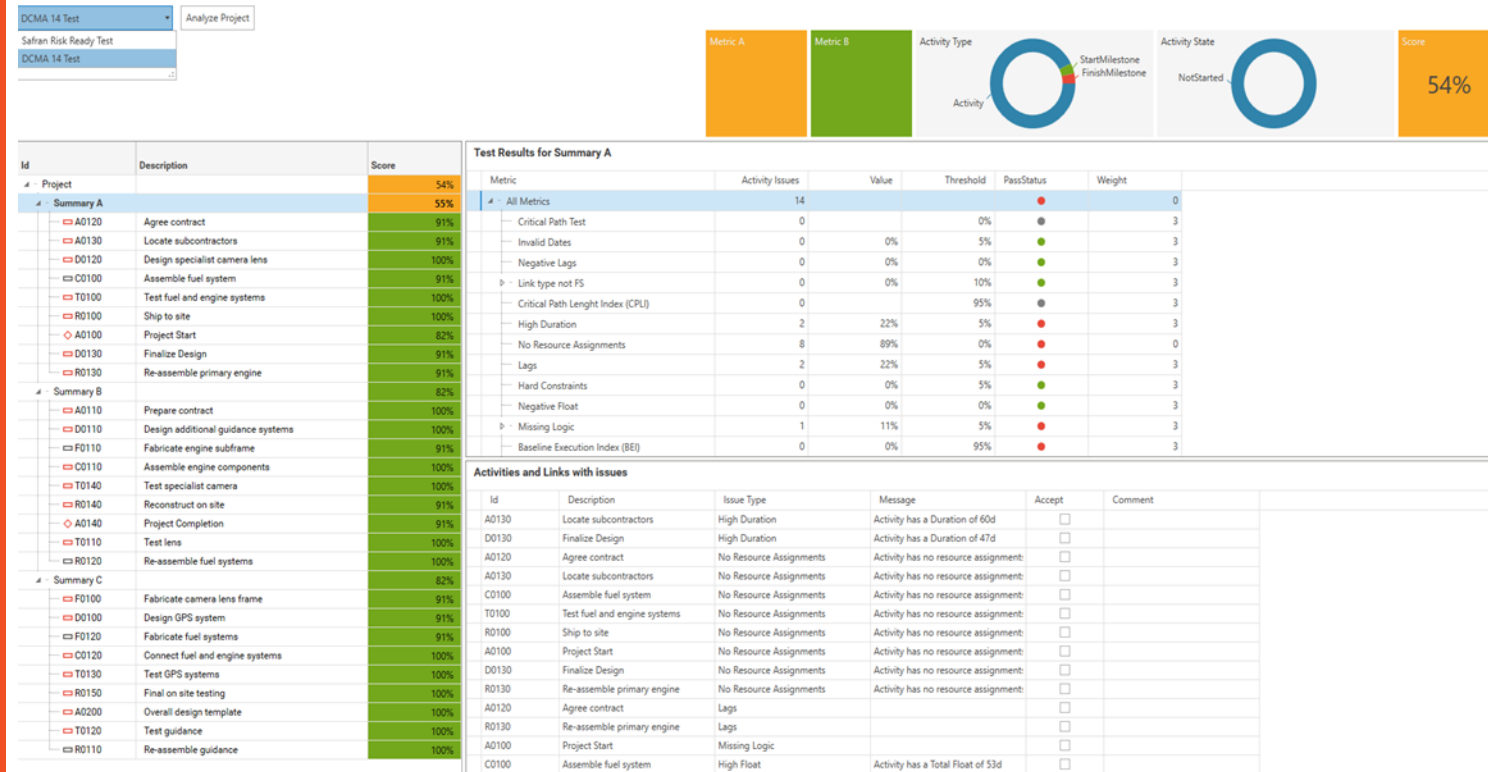 DCMA 14 Test Analyze Project
Safran Risk Ready Test
DCMA 14 Test
Metric A
Metric B
Activity Type
StartMilestone
FinishMilestone
Activity
Activity State
NotStarted
Score
54%
Id Description Score
Project 54%
Summary A 55%
A0120 Agree contract 91%
A0130 Locate subcontractors 91%
D0120 Design specialist camera lens 100%
C0100 Assemble fuel system 91%
T0100 Test fuel and engine systems 100%
R0100 Ship to site 100%
A0100 Project Start 82%
D0130 Finalize Design 91%
R0130 Re-assemble primary engine 91%
Summary B 82%
A0110 Prepare contract 100%
D0110 Design additional guidance systems 100%
F0110 Fabricate engine subframe 91%
C0110 Assemble engine components 100%
T0140 Test specialist camera 100%
R0140 Reconstruct on site 91%
A0140 Project Completion 91%
T0110 Test lens 100%
R0120 Re-assemble fuel systems 100%
Summary C 82%
F0100 Fabricate camera lens frame 91%
D0100 Design GPS system 91%
F0120 Fabricate fuel systems 91%
C0120 Connect fuel and engine systems 100%
T0130 Test GPS systems 100%
R0150 Final on site testing 100%
A0200 Overall design template 100%
T0120 Test guidance 100%
R0110 Re-assemble guidance 100%
Test Results for Summary A
Metric Activity Issues Value Threshold PassStatus Weight
All Metrics 14 0
Critical Path Test 0 0% 3
Invalid Dates 0 0% 5% 3
Negative Lags 0 0% 0% 3
Link type not FS 0 0% 10% 3
Critical Path Lenght Index (CPLI) 0 95% 3
High Duration 2 22% 5% 3
No Resource Assignments 8 89% 0% 0
Lags 2 22% 5% 3
Hard Constraints 0 0% 5% 3
Negative Float 0 0% 0% 3
Missing Logic 1 11% 5% 3
Baseline Execution Index (BEI) 0 0% 95% 3
Activities and Links with issues
Id Description Issue Type Message Accept Comment
A0130 Locate subcontractors High Duration Activity has a Duration of 60d
D0130 Finalize Design High Duration Activity has a Duration of 47d
A0120 Agree contract No Resource Assignments Activity has no resource assignment:
A0130 Locate subcontractors No Resource Assignments Activity has no resource assignment:
C0100 Assemble fuel system No Resource Assignments Activity has no resource assignment:
T0100 Test fuel and engine systems No Resource Assignments Activity has no resource assignment:
R0100 Ship to site No Resource Assignments Activity has no resource assignment:
A0100 Project Start No Resource Assignments Activity has no resource assignment:
D0130 Finalize Design No Resource Assignments Activity has no resource assignment:
R0130 Re-assemble primary engine No Resource Assignments Activity has no resource assignment:
A0120 Agree contract Lags
R0130 Re-assemble primary engine Lags
A0100 Project Start Missing Logic
C0100 Assemble fuel system High Float Activity has a Total Float of 53d